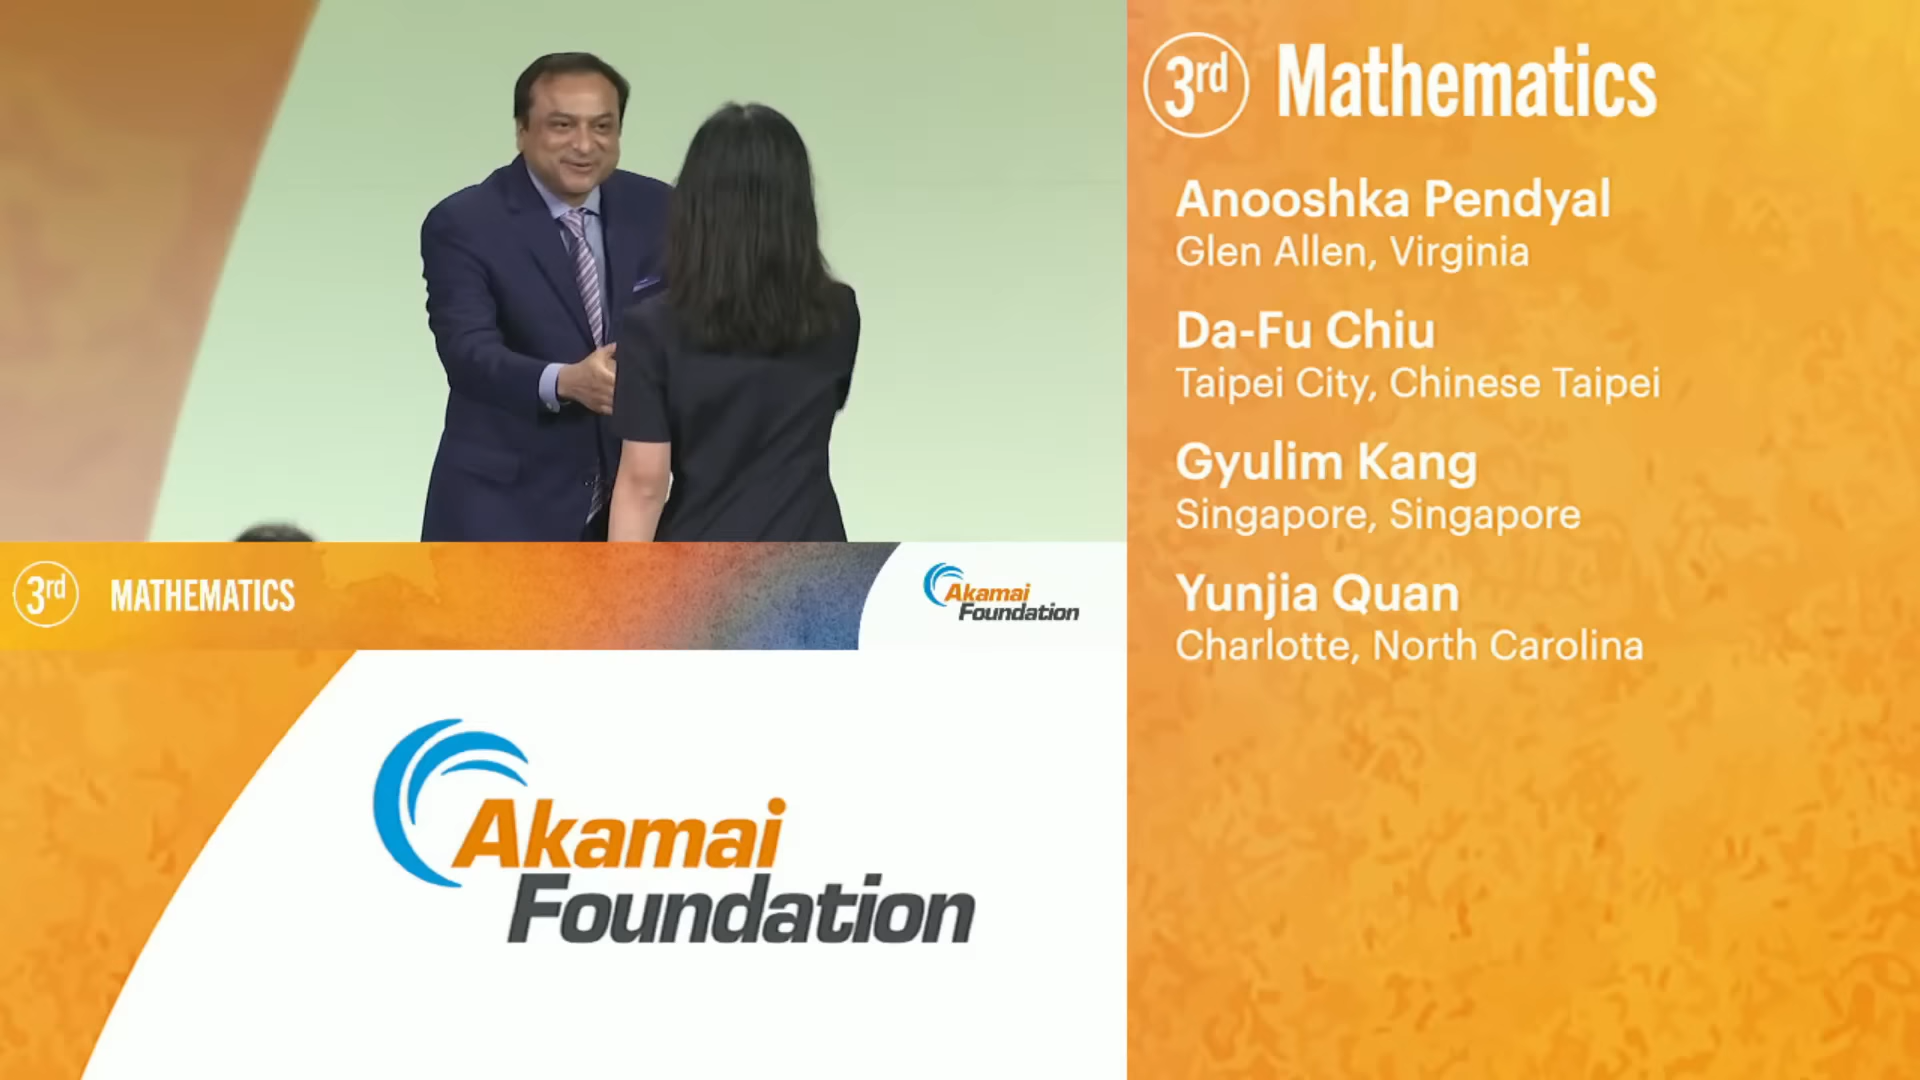 3rd Mathematics
Anooshka Pendyal
Glen Allen, Virginia
Da-Fu Chiu
Taipei City, Chinese Taipei
Gyulim Kang
Singapore, Singapore
Yunjia Quan
Charlotte, North Carolina
3rd MATHEMATICS
Akamai
Foundation
Akamai
Foundation